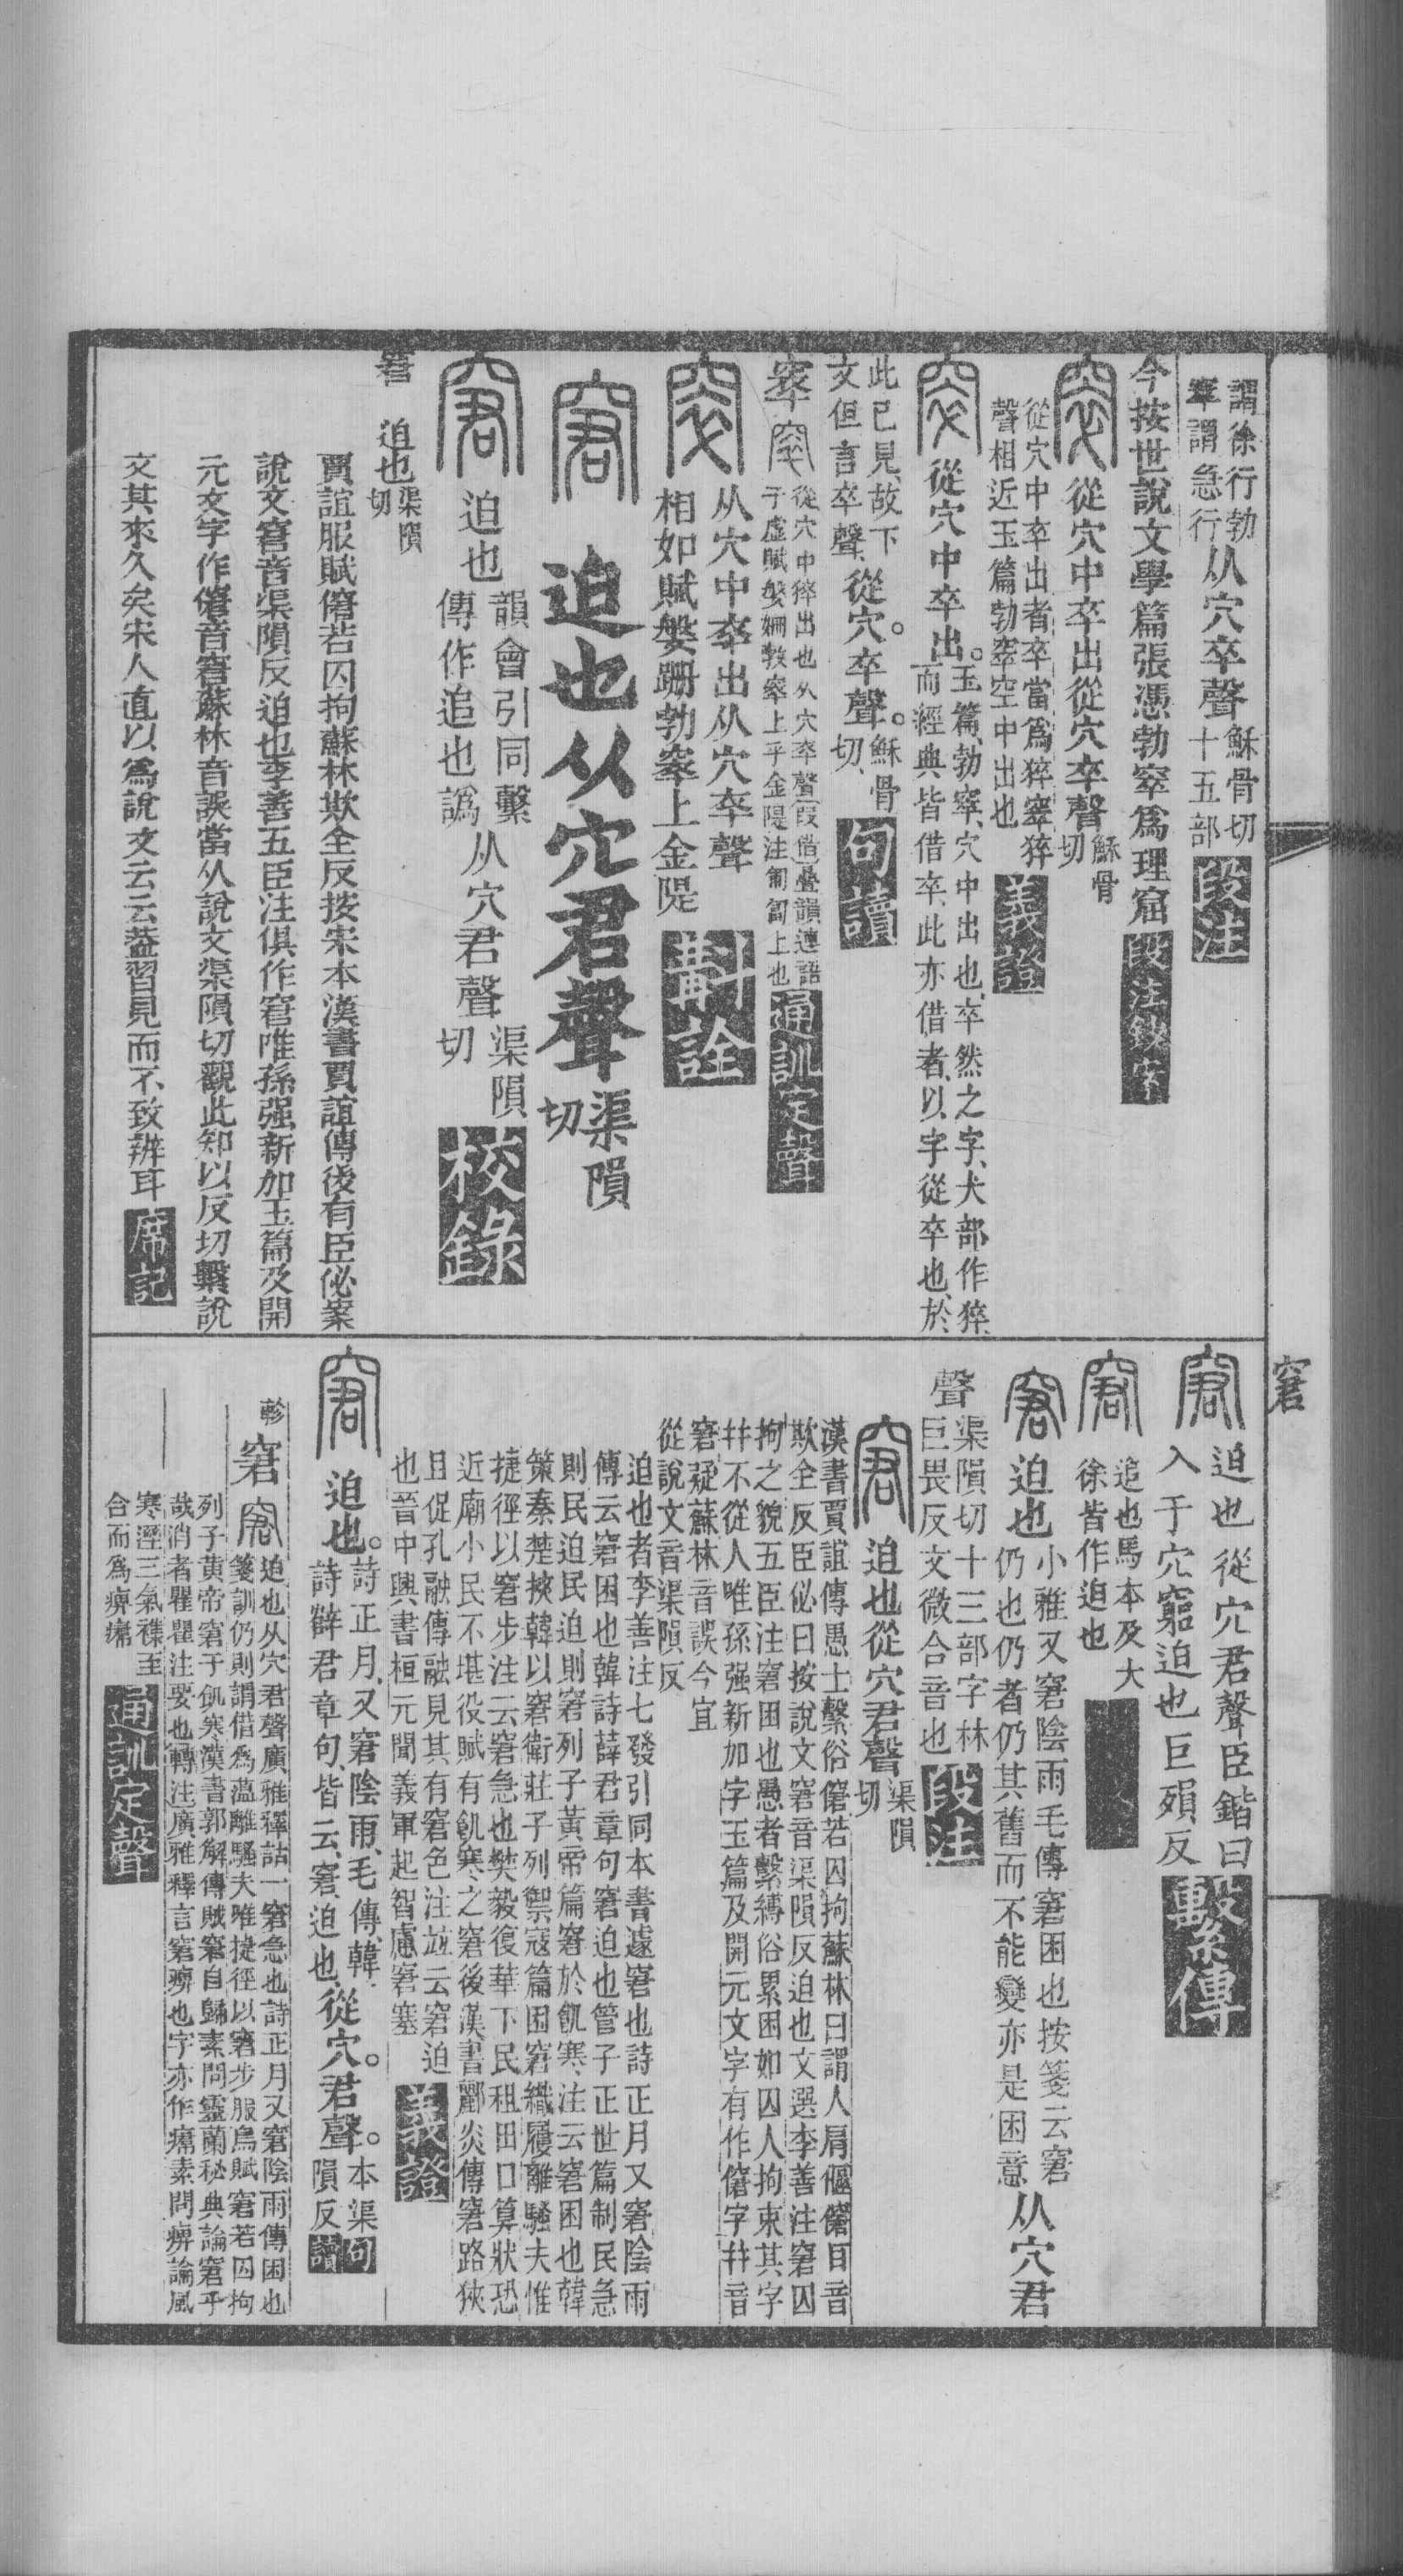 謂徐行勃
窣謂急行
从穴卒聲
穌骨切
十五部
段注
今按世說文學篇張憑勃窣爲理窟
段注鈔案
窣
從穴中卒出從穴卒聲
穌骨
切
從穴中卒出者卒當爲猝窣猝
聲相近玉篇勃窣空中出也
義證
窣
從穴中卒出。
玉篇、勃窣、穴中出也、卒然之字、犬部作猝、
而經典皆借卒、此亦借者、以字從卒也、於
此已見、故下
文但言卒聲、
從穴。卒聲。
穌骨
切、
句讀
窣
窣
從穴中猝出也从穴卒聲叚借疊韻連語
子虛賦媻姍敎窣上乎金隄注匍匐上也
通訓定聲
窣
从穴中卒出从穴卒聲
相如賦媻跚勃窣上金隄
斠詮
窘
迫也从穴君聲
渠隕
切
窘
迫也
韻會引同繫
傳作追也譌
从穴君聲
渠隕
切
校錄
窘
迫也
渠隕
切
賈誼服賦僒若囚拘蘇林欺全反按宋本漢書賈誼傳後有臣佖案
說文窘音渠隕反迫也李善五臣注俱作窘惟孫强新加玉篇及開
元文字作僒音窘蘇林音誤當从說文渠隕切觀此知以反切繫說
文其來久矣宋人直以爲說文云云葢習見而不致辨耳
席記
窘
窘
迫也從穴君聲臣鍇曰
入于穴窮迫也巨殞反
繫傳
窘
追也馬本及大
徐皆作迫也
窘
迫也
小雅又窘陰雨毛傳窘困也按箋云窘
仍也仍者仍其舊而不能變亦是困意
从穴君
聲
渠隕切十三部字林
巨畏反文微合音也
段注
窘
迫也從穴君聲
渠隕
切
漢書賈誼傳愚士繫俗僒若囚拘蘇林曰謂人肩傴僒目音
欺全反臣佖曰按說文窘音渠隕反迫也文選李善注窘囚
拘之貌五臣注窘困也愚者繫縛俗累困如囚人拘束其字
幷不從人唯孫强新加字玉篇及開元文字有作僒字幷音
窘疑蘇林音誤今宜
從說文音渠隕反
迫也者李善注七發引同本書遽窘也詩正月又窘陰雨
傳云窘困也韓詩薛君章句窘迫也管子正世篇制民急
則民迫民迫則窘列子黃帝篇窘於飢寒注云窘困也韓
策秦楚挾韓以窘衛莊子列禦寇篇困窘織屨離騷夫惟
捷徑以窘步注云窘急也樊毅復華下民租田口算狀恐
近廟小民不堪役賦有飢寒之窘後漢書酈炎傳窘路狹
且促孔融傳融見其有窘色注竝云窘迫
也晉中興書桓元聞義軍起智慮窘塞
義證
窘
迫也。
詩正月、又窘陰雨、毛傳、韓、
詩辥君章句、皆云、窘、迫也、
從穴。君聲。
本渠
隕反
句讀
軫
窘
窘
迫也从穴君聲廣雅釋詁一窘急也詩正月又窘陰雨傳困也
箋訓仍則謂借爲薀離騷夫唯捷徑以窘步服鳥賦窘若囚拘
列子黃帝窘于飢寒漢書郭解傳賊窘自歸素問靈蘭秘典論窘乎
哉消者瞿瞿注要也轉注廣雅釋言窘㾾也字亦作㾾素問痹論風
寒溼三氣襍至
合而爲痹㾾
通訓定聲